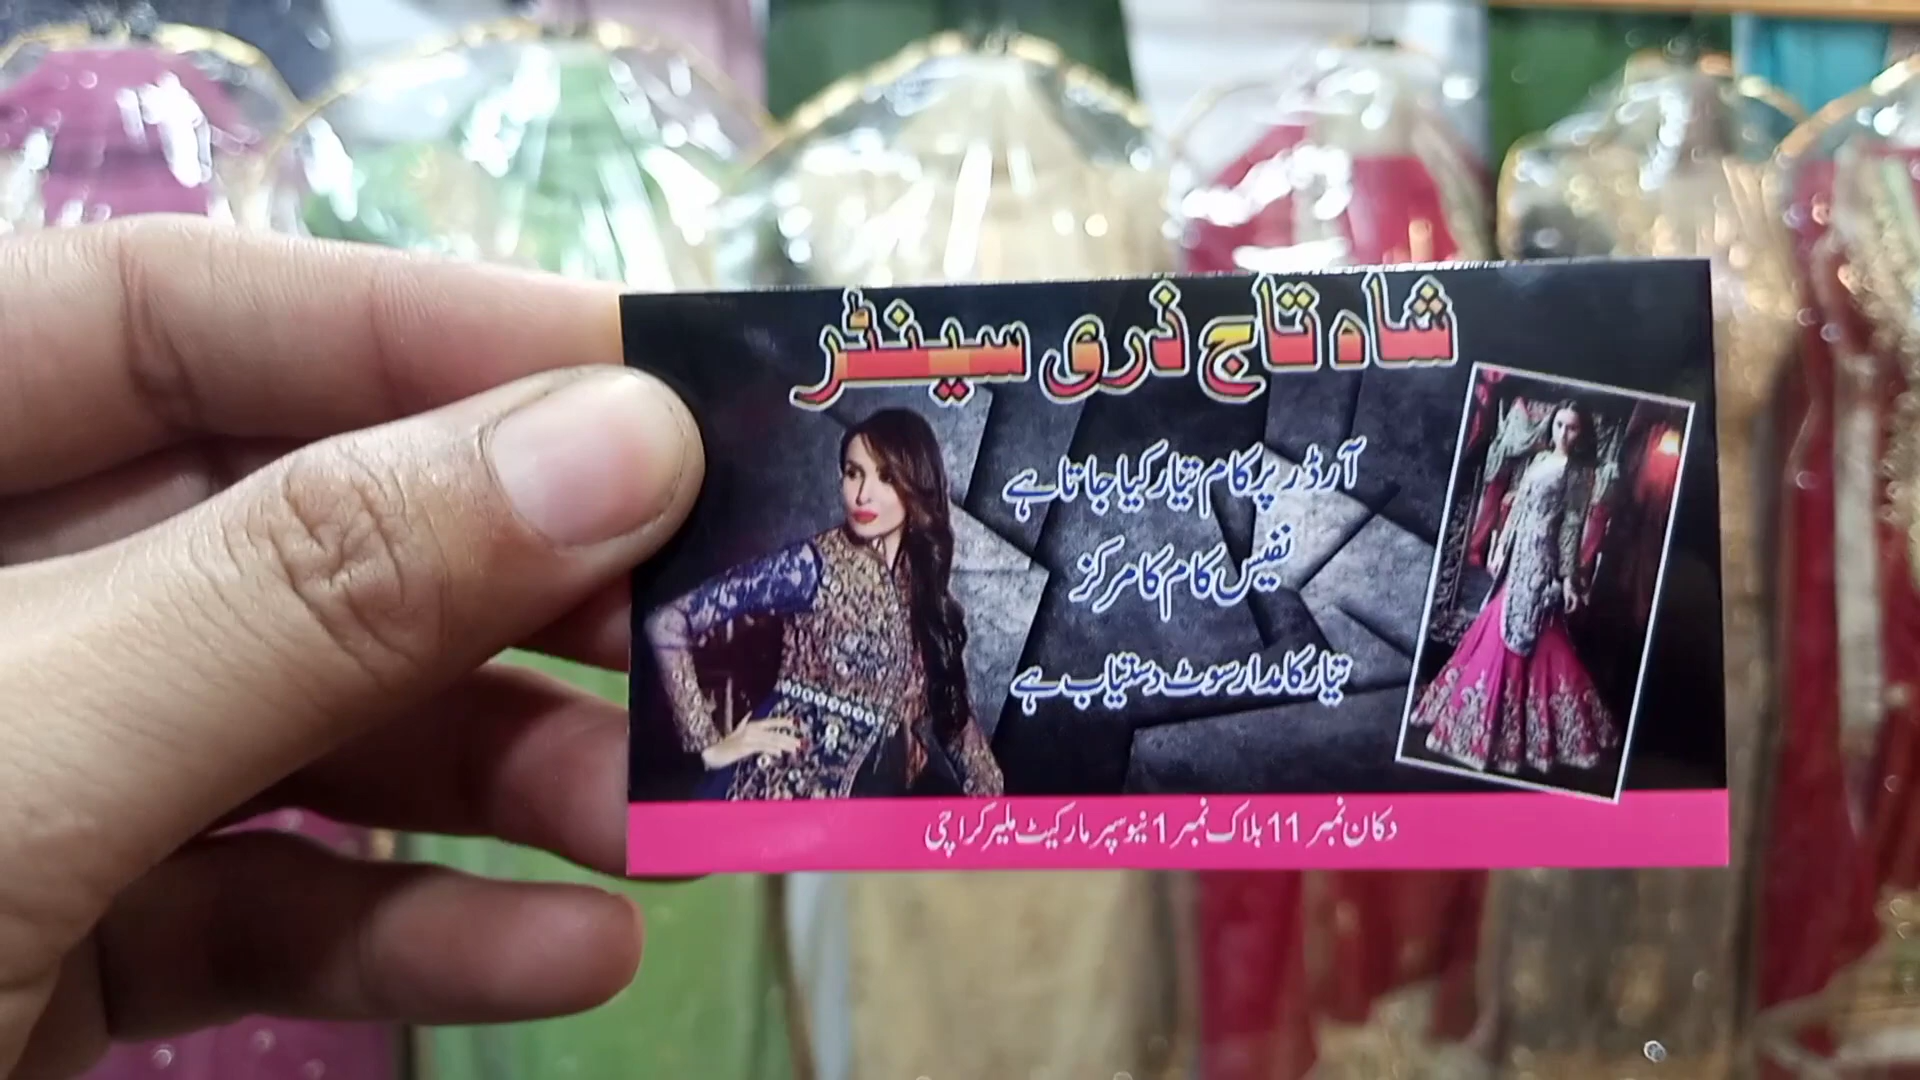 شاہ تاج ذری سینٹر
آرڈر پر کام تیار کیا جاتا ہے
نفیس کام کا مرکز
تیار کامدار سوٹ دستیاب ہے
دکان نمبر 11 بلاک نمبر 1 نیو سپر مارکیٹ ملیر کراچی